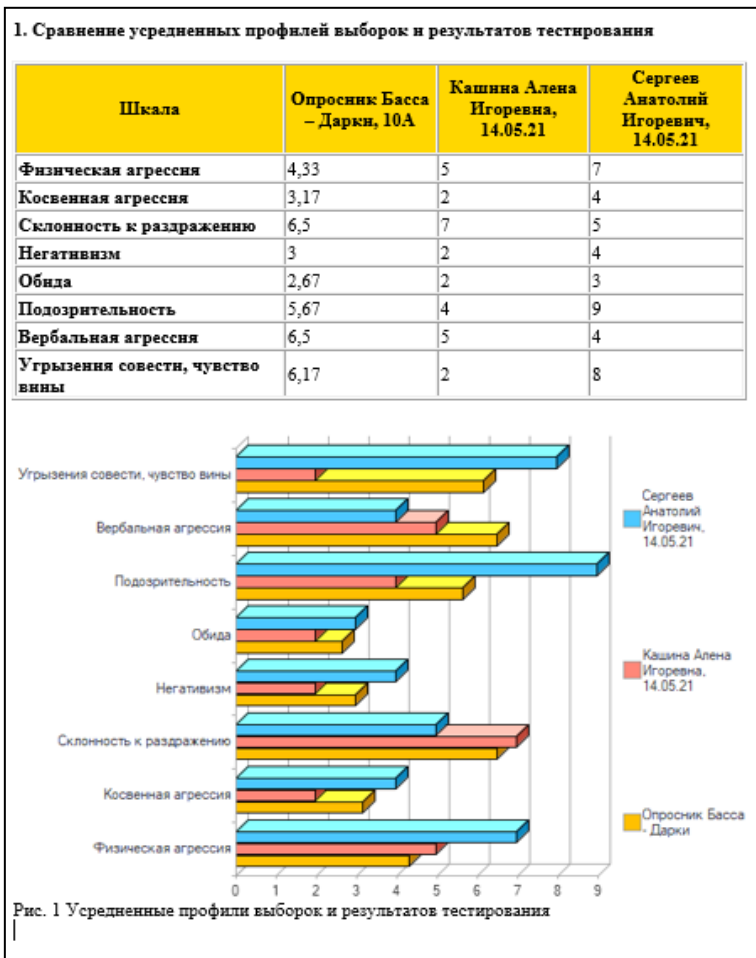 1. Сравнение усредненных профилей выборок и результатов тестирования
Шкала
Опросник Басса
– Дарки, 10А
Кашина Алена
Игоревна,
14.05.21
Сергеев
Анатолий
Игоревич,
14.05.21
Физическая агрессия 4,33 5 7
Косвенная агрессия 3,17 2 4
Склонность к раздражению 6,5 7 5
Негативизм 3 2 4
Обида 2,67 2 3
Подозрительность 5,67 4 9
Вербальная агрессия 6,5 5 4
Угрызения совести, чувство
вины 6,17 2 8
Угрызения совести, чувство вины
Вербальная агрессия
Подозрительность
Обида
Негативизм
Склонность к раздражению
Косвенная агрессия
Физическая агрессия
0 1 2 3 4 5 6 7 8 9
Сергеев
Анатолий
Игоревич,
14.05.21
Кашина Алена
Игоревна,
14.05.21
Опросник Басса
- Дарки
Рис. 1 Усредненные профили выборок и результатов тестирования